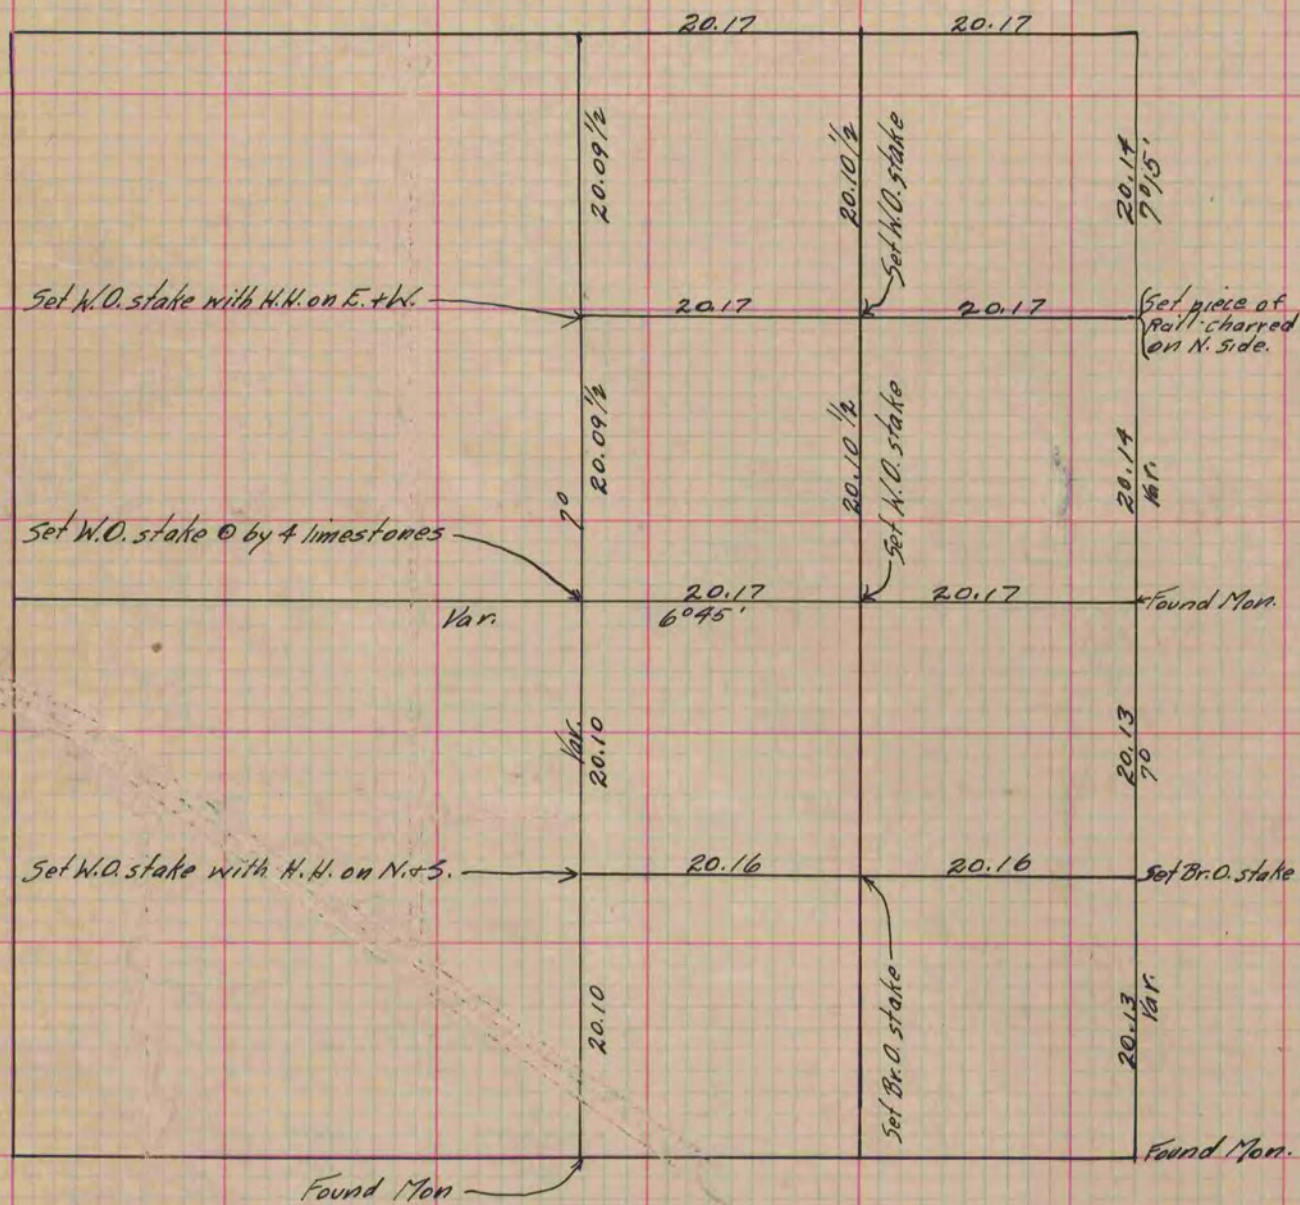 20.17
20.17
20.09 1/2
20.10 1/2
Set W.O. stake
20.14
7° 15'
Set W.O. stake with H.H. on E. + W.
20.17
20.17
Set piece of
Rail charred
on N. side.
20.09 1/2
7°
20.10 1/2
Set W.O. stake
20.14
Var.
Set W.O. stake ⊙ by 4 limestones
20.17
20.17
Found Mon.
Var.
6° 45'
Var.
20.10
20.13
7°
Set W.O. stake with H.H. on N. + S.
20.16
20.16
Set Br. O. stake
20.10
Set Br. O. stake
20.13
Var.
Found Mon.
Found Mon